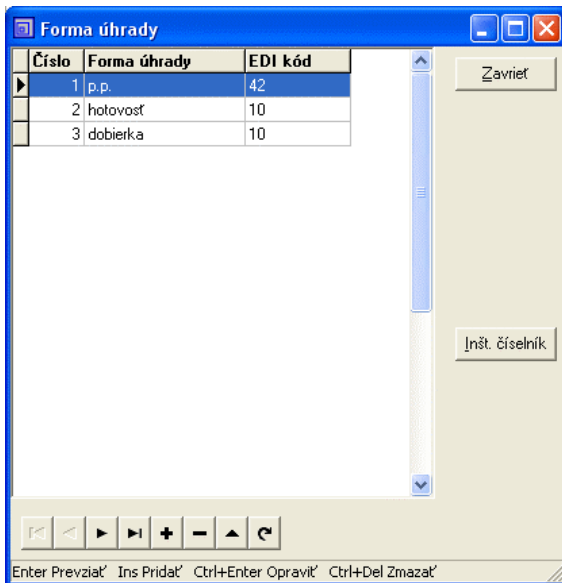 Forma úhrady
Číslo Forma úhrady EDI kód
1 p.p. 42
2 hotovosť 10
3 dobierka 10
Zavrieť
Inšt. číselník
Enter Prevziať Ins Pridať Ctrl+Enter Opraviť Ctrl+Del Zmazať